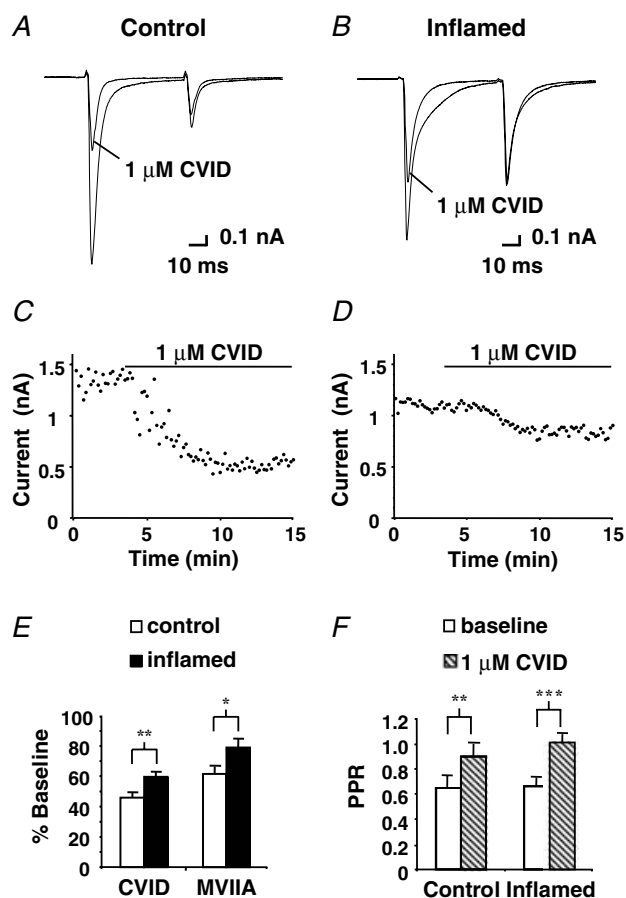 A Control
B Inflamed
1 μM CVID
0.1 nA
10 ms
1 μM CVID
0.1 nA
10 ms
C
1 μM CVID
1.5
1
0.5
0
Current (nA)
0 5 10 15
Time (min)
D
1 μM CVID
1.5
1
0.5
0
Current (nA)
0 5 10 15
Time (min)
E
control
inflamed
100
80
60
40
20
0
% Baseline
**
*
CVID MVIIA
F
baseline
1 μM CVID
1.2
1.0
0.8
0.6
0.4
0.2
0
PPR
**
***
Control Inflamed